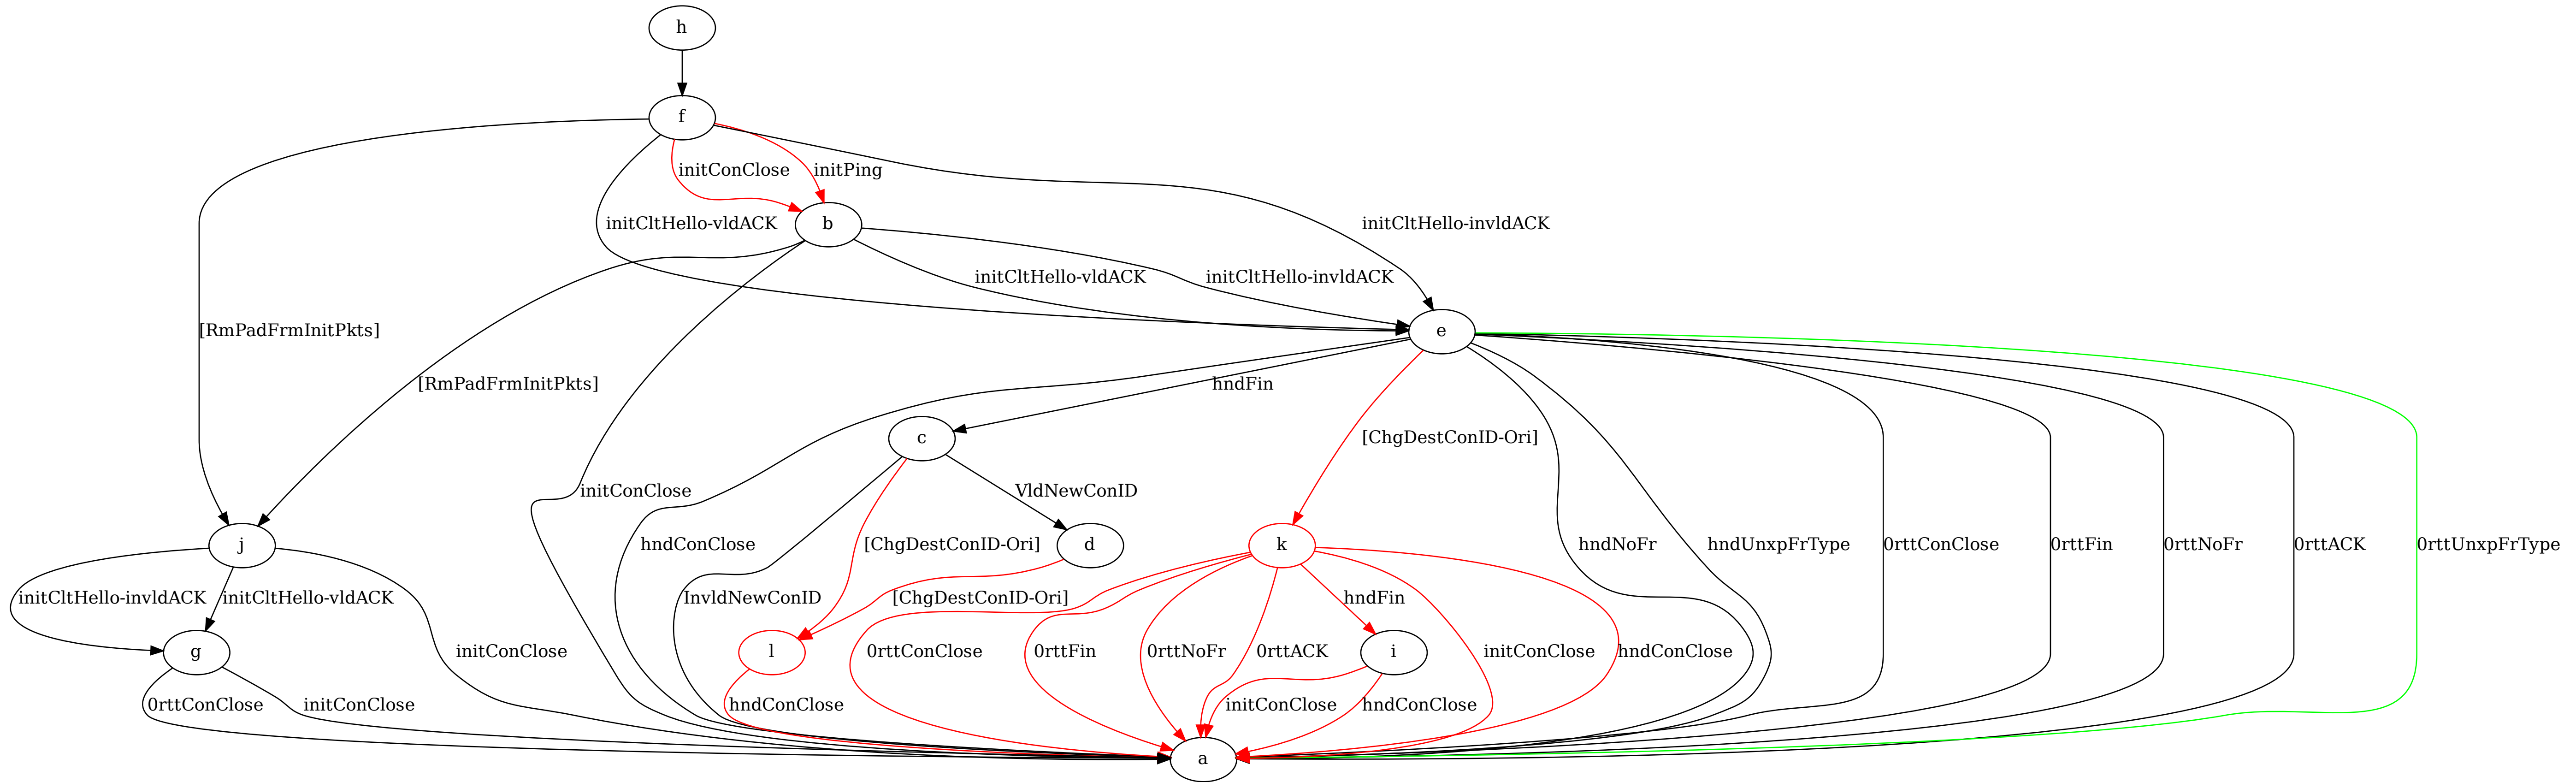 h
f
initConClose
initPing
initCltHello-vldACK
b
initCltHello-invldACK
initCltHello-vldACK
initCltHello-invldACK
[RmPadFrmInitPkts]
e
[RmPadFrmInitPkts]
hndFin
c
[ChgDestConID-Ori]
initConClose
VldNewConID
j
hndConClose
[ChgDestConID-Ori]
d
k
hndNoFr
hndUnxpFrType
0rttConClose
0rttFin
0rttNoFr
0rttACK
0rttUnxpFrType
initCltHello-invldACK
initCltHello-vldACK
InvldNewConID
[ChgDestConID-Ori]
hndFin
g
initConClose
l
0rttConClose
0rttFin
0rttNoFr
0rttACK
i
initConClose
hndConClose
0rttConClose
initConClose
hndConClose
initConClose
hndConClose
a